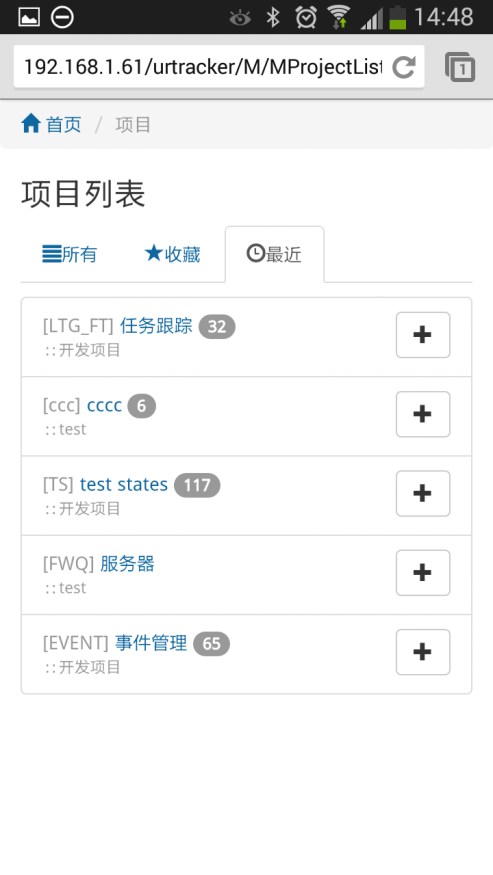 14:48
192.168.1.61/urtracker/M/MProjectList
1
首页 / 项目
项目列表
所有 收藏 最近
[LTG_FT] 任务跟踪 32
::开发项目
[ccc] cccc 6
::test
[TS] test states 117
::开发项目
[FWQ] 服务器
::test
[EVENT] 事件管理 65
::开发项目